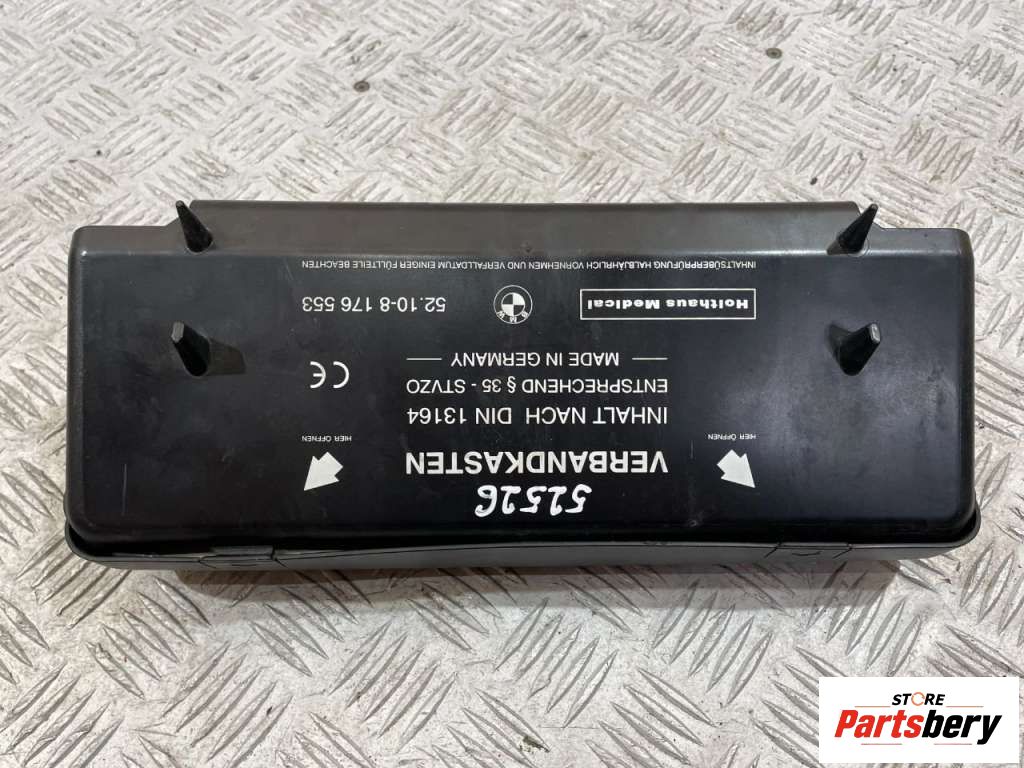 VERBANDKASTEN
HIER ÖFFNEN
HIER ÖFFNEN
INHALT NACH DIN 13164
ENTSPRECHEND § 35 - STVZO
MADE IN GERMANY
CE
Holthaus Medical
BMW
52.10-8 176 553
INHALTSÜBERPRÜFUNG HALBJÄHRLICH VORNEHMEN UND VERFALLDATUM EINIGER FÜLLTEILE BEACHTEN
STORE
Partsbery